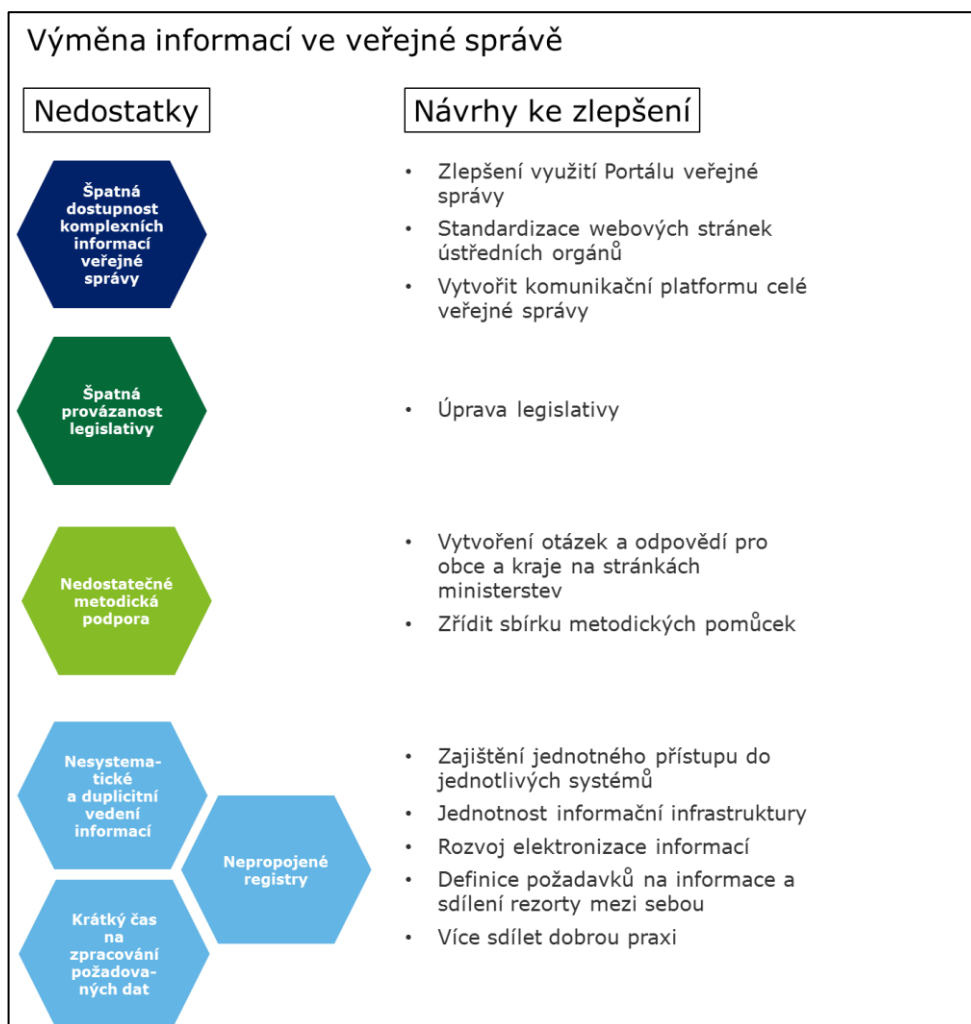 Výměna informací ve veřejné správě
Nedostatky
Návrhy ke zlepšení
Špatná
dostupnost
komplexních
informací
veřejné
správy
• Zlepšení využití Portálu veřejné
správy
• Standardizace webových stránek
ústředních orgánů
• Vytvořit komunikační platformu celé
veřejné správy
Špatná
provázanost
legislativy
• Úprava legislativy
Nedostatečné
metodická
podpora
• Vytvoření otázek a odpovědí pro
obce a kraje na stránkách
ministerstev
• Zřídit sbírku metodických pomůcek
Nesystema-
tické
a duplicitní
vedení
informací
Nepropojené
registry
Krátký čas
na
zpracování
požadova-
ných dat
• Zajištění jednotného přístupu do
jednotlivých systémů
• Jednotnost informační infrastruktury
• Rozvoj elektronizace informací
• Definice požadavků na informace a
sdílení rezorty mezi sebou
• Více sdílet dobrou praxi